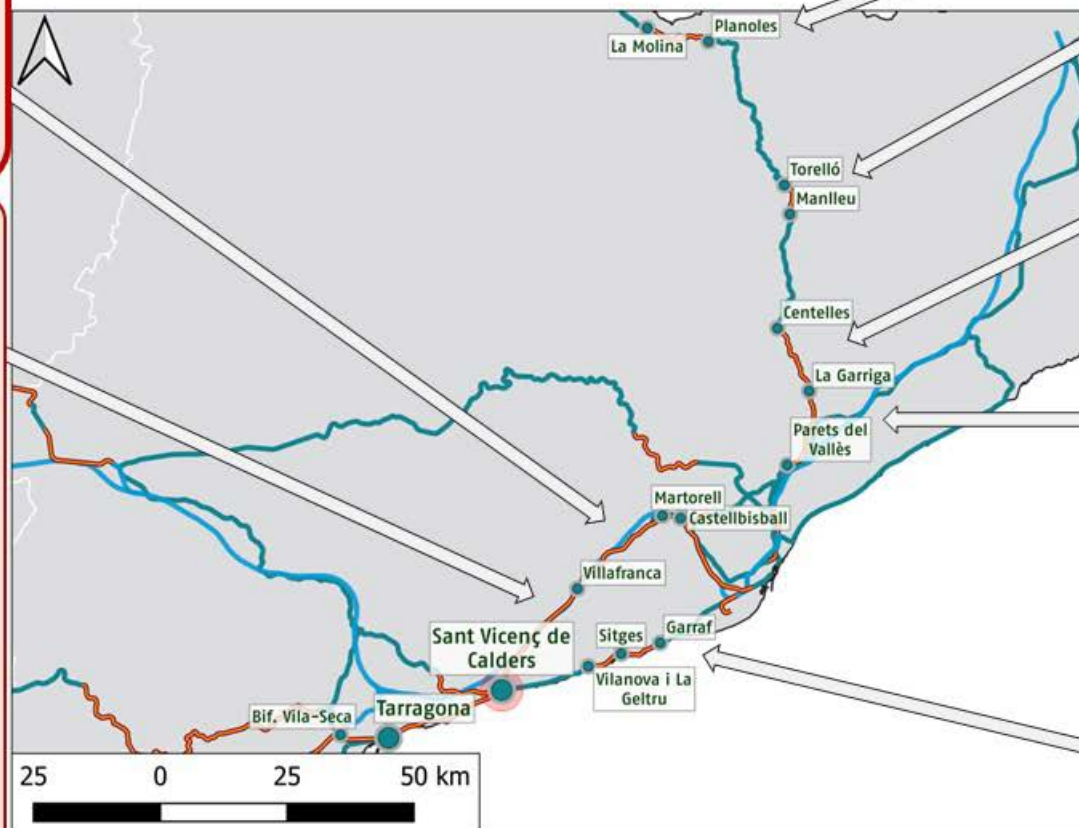 Planoles
La Molina
Torelló
Manlleu
Centelles
La Garriga
Parets del
Vallès
Martorell
Castellbisball
Villafranca
Sant Vicenç de
Calders
Sitges
Garraf
Vilanova i La
Geltru
Bif. Vila-Seca
Tarragona
25 0 25 50 km